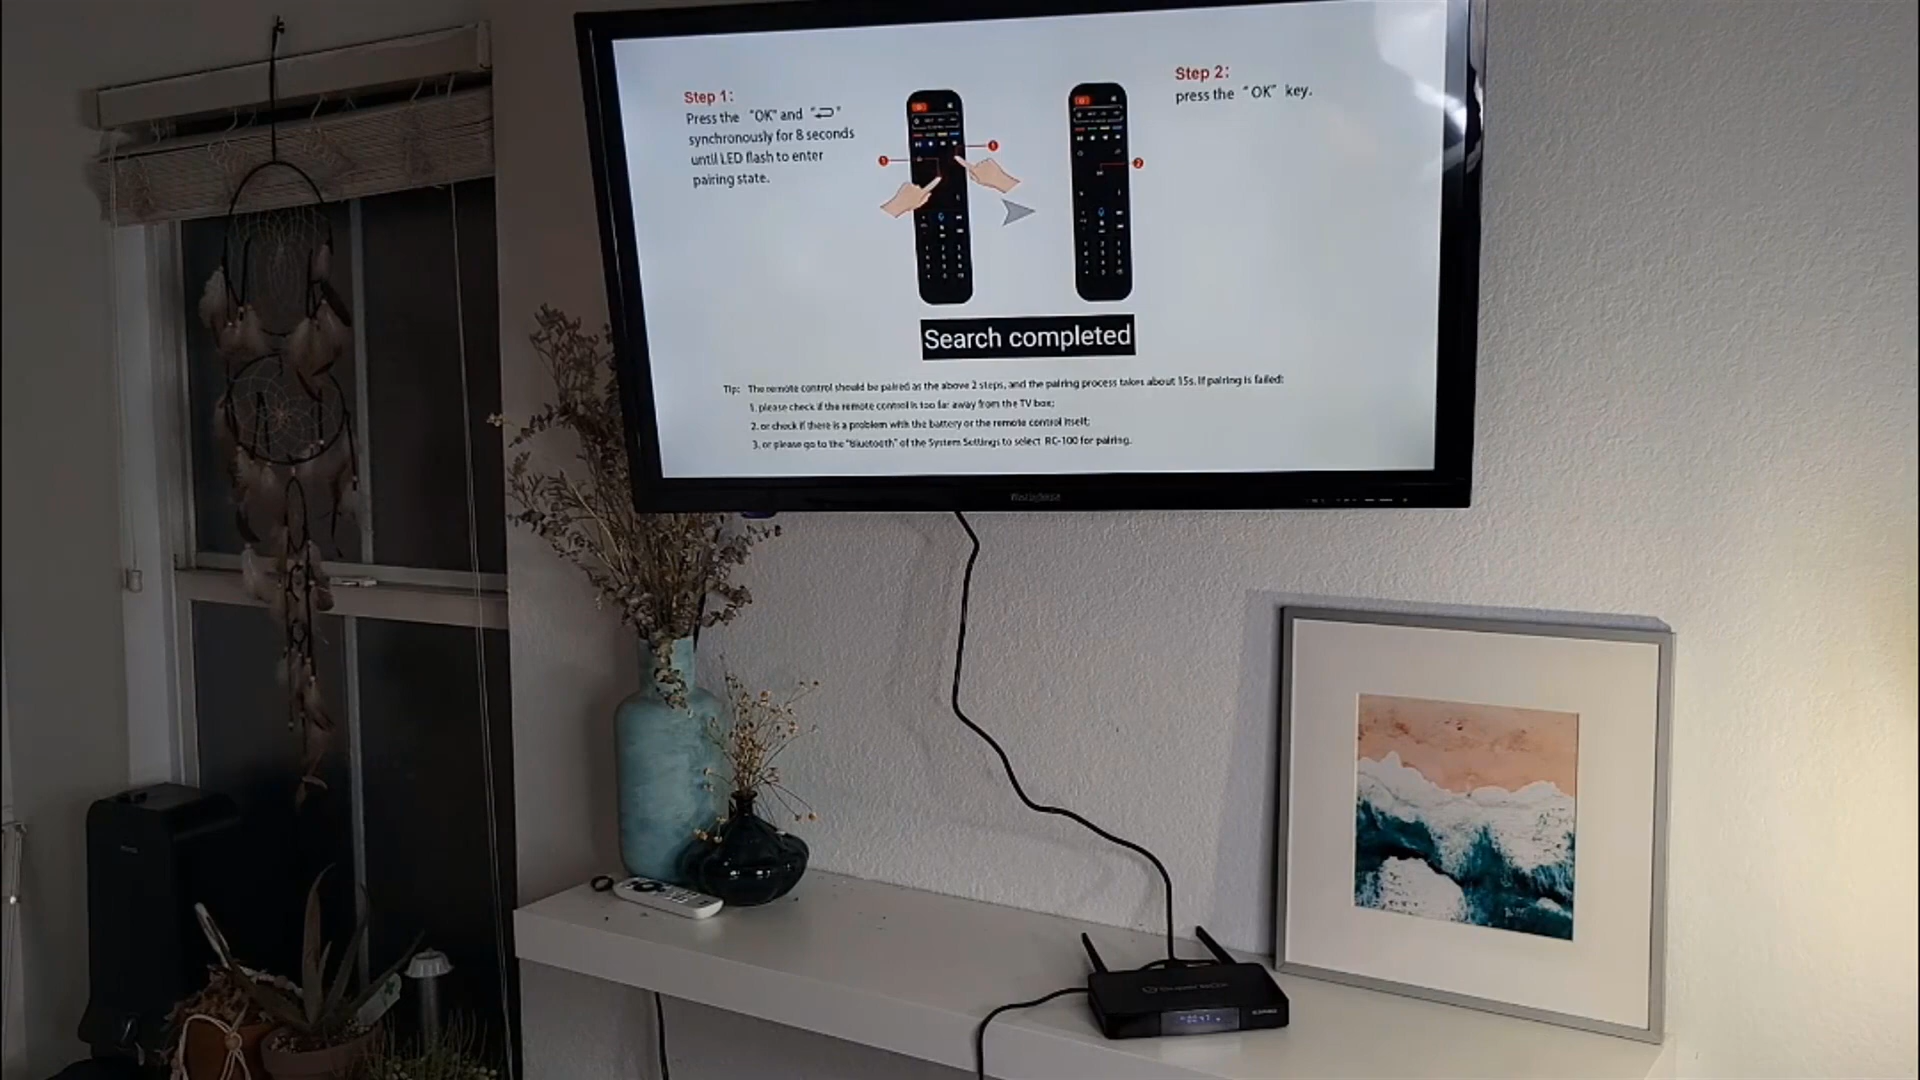 Step 1:
Press the "OK" and "⮌"
synchronously for 8 seconds
until LED flash to enter
pairing state.
Step 2:
press the "OK" key.
1
1
2
Search completed
Tip: The remote control should be paired as the above 2 steps, and the pairing process takes about 15s. If pairing is failed:
1. please check if the remote control is too far away from the TV box;
2. or check if there is a problem with the battery or the remote control itself;
3. or please go to the "Bluetooth" of the System Settings to select RC-100 for pairing.
Westinghouse
SUPERBOX